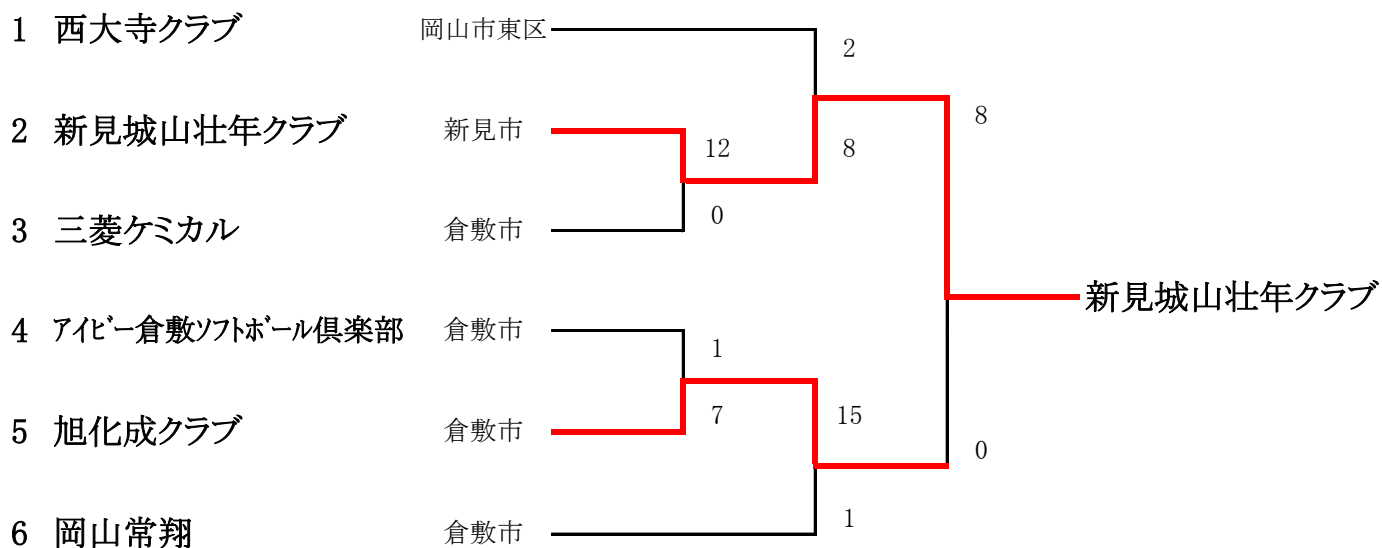 1 西大寺クラブ 岡山市東区
2
2 新見城山壮年クラブ 新見市
12
8
8
3 三菱ケミカル 倉敷市
0
新見城山壮年クラブ
4 アイビー倉敷ソフトボール倶楽部 倉敷市
1
5 旭化成クラブ 倉敷市
7
15
0
6 岡山常翔 倉敷市
1